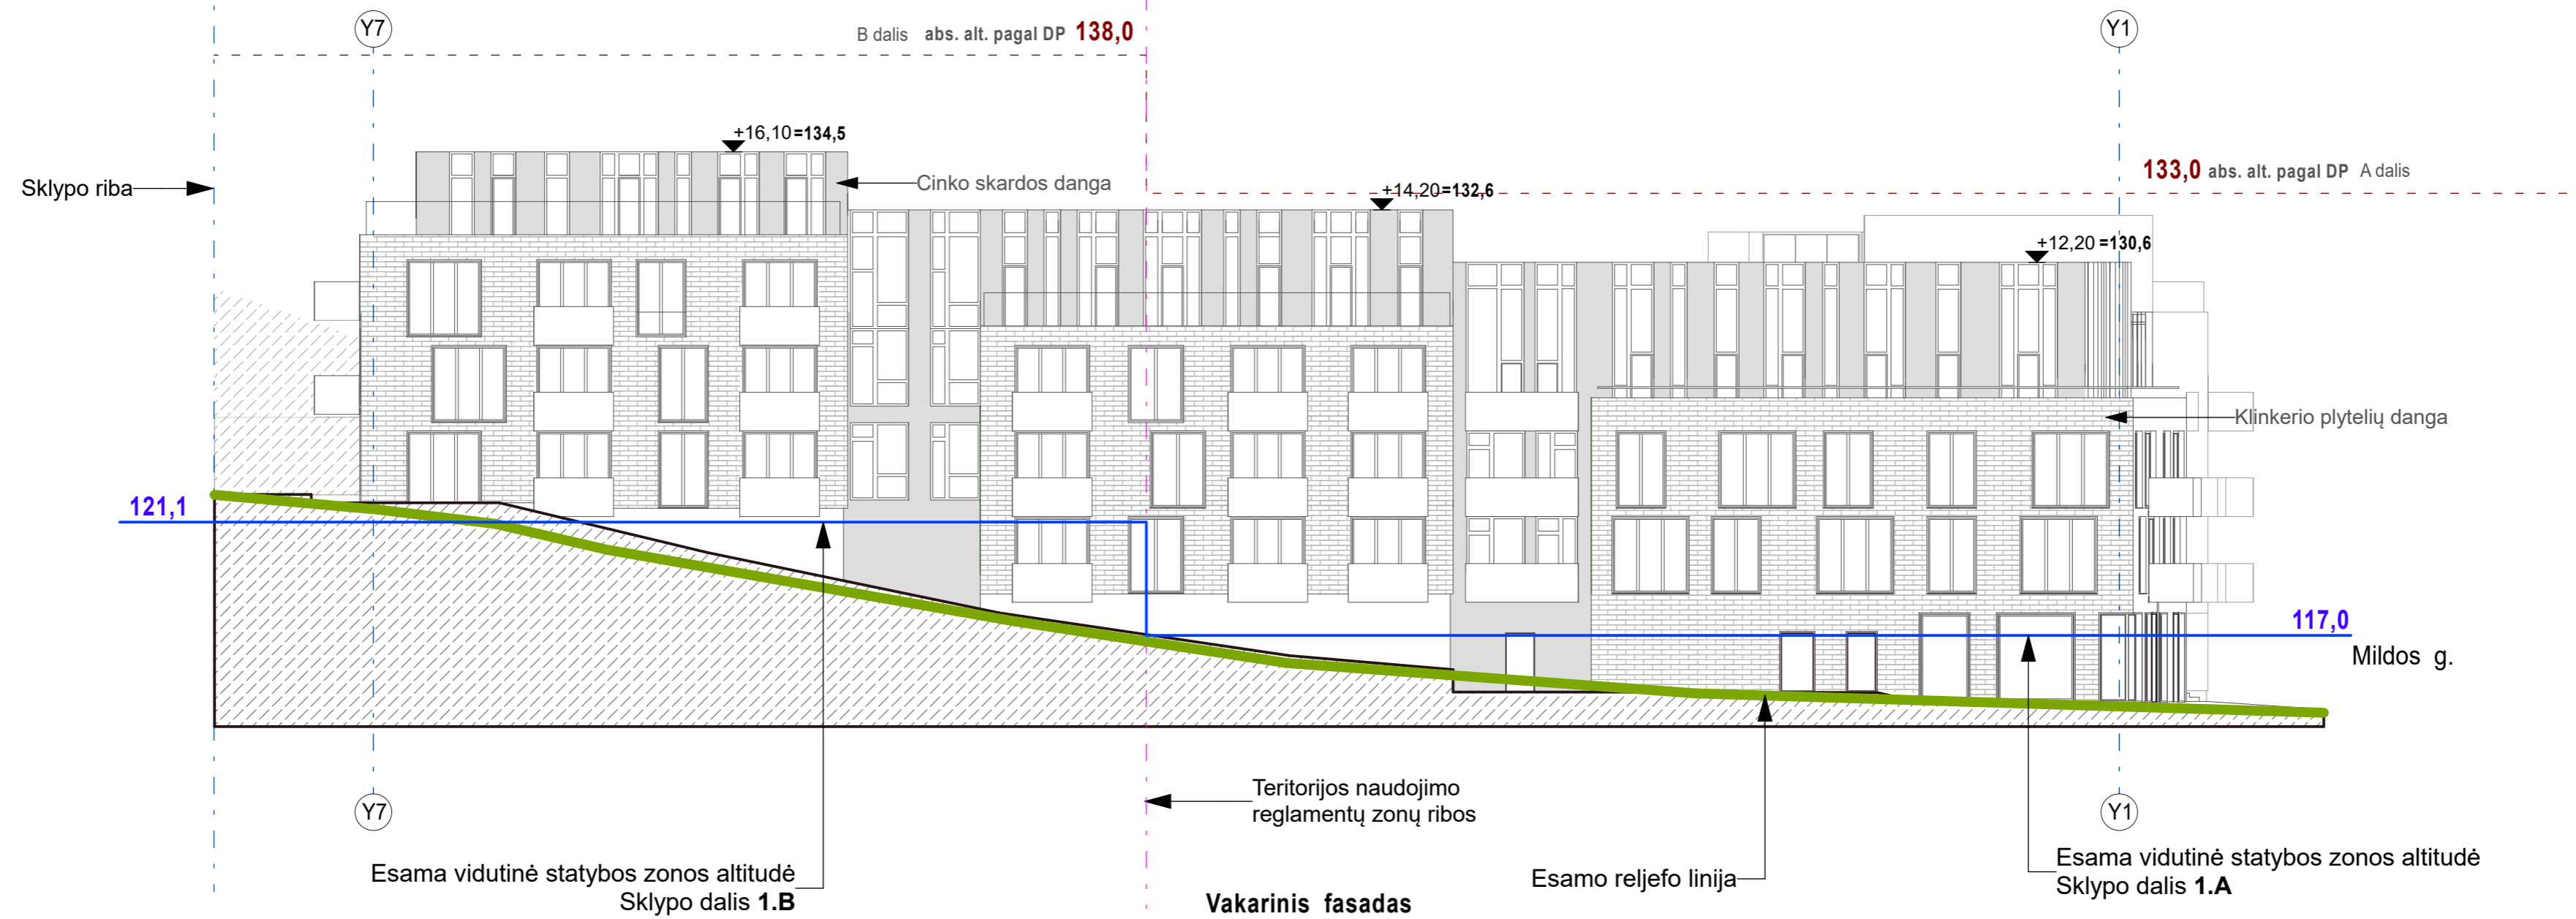 Y7
B dalis abs. alt. pagal DP 138,0
Y1
+16,10=134,5
133,0 abs. alt. pagal DP A dalis
Sklypo riba
Cinko skardos danga
+14,20=132,6
+12,20=130,6
Klinkerio plytelių danga
121,1
117,0
Mildos g.
Y7
Teritorijos naudojimo
reglamentų zonų ribos
Y1
Esama vidutinė statybos zonos altitudė
Sklypo dalis 1.B
Esamo reljefo linija
Esama vidutinė statybos zonos altitudė
Sklypo dalis 1.A
Vakarinis fasadas